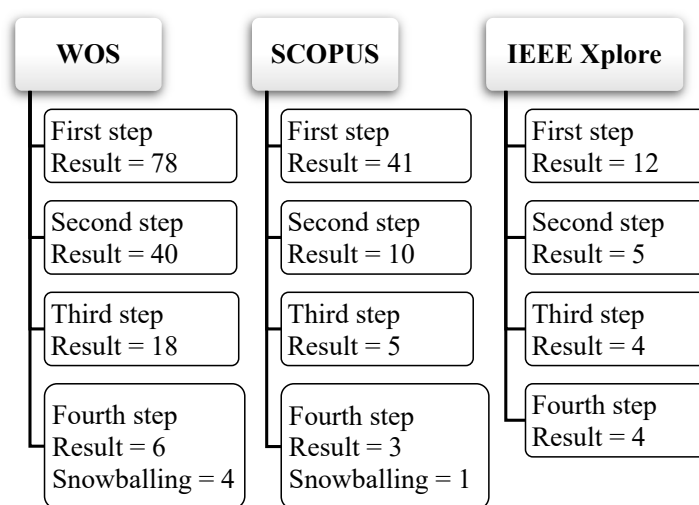 WOS
First step
Result = 78
Second step
Result = 40
Third step
Result = 18
Fourth step
Result = 6
Snowballing = 4
SCOPUS
First step
Result = 41
Second step
Result = 10
Third step
Result = 5
Fourth step
Result = 3
Snowballing = 1
IEEE Xplore
First step
Result = 12
Second step
Result = 5
Third step
Result = 4
Fourth step
Result = 4